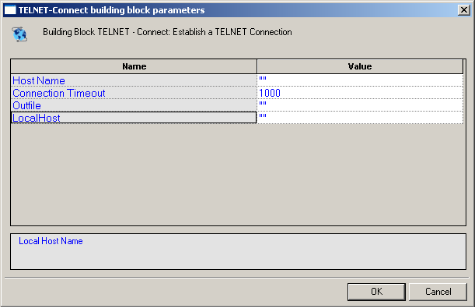 TELNET-Connect building block parameters
Building Block TELNET - Connect: Establish a TELNET Connection
Name Value
Host Name ""
Connection Timeout 1000
Outfile ""
LocalHost ""
Local Host Name
OK Cancel